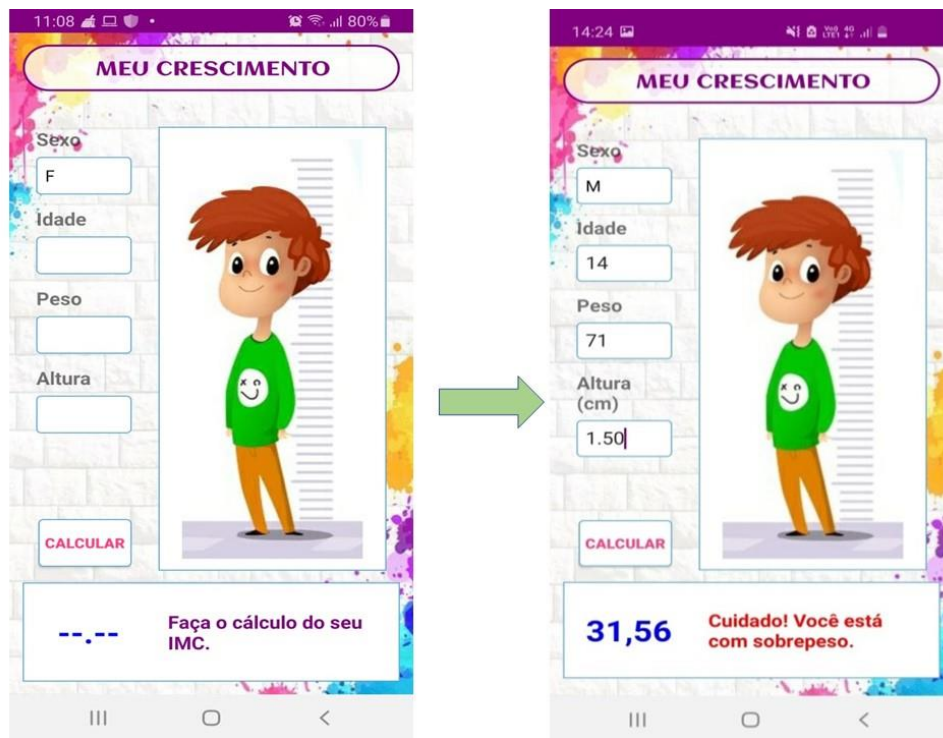 11:08
80%
MEU CRESCIMENTO
Sexo
F
Idade
Peso
Altura
CALCULAR
--.--
Faça o cálculo do seu
IMC.
14:24
MEU CRESCIMENTO
Sexo
M
Idade
14
Peso
71
Altura
(cm)
1.50
CALCULAR
31,56
Cuidado! Você está
com sobrepeso.